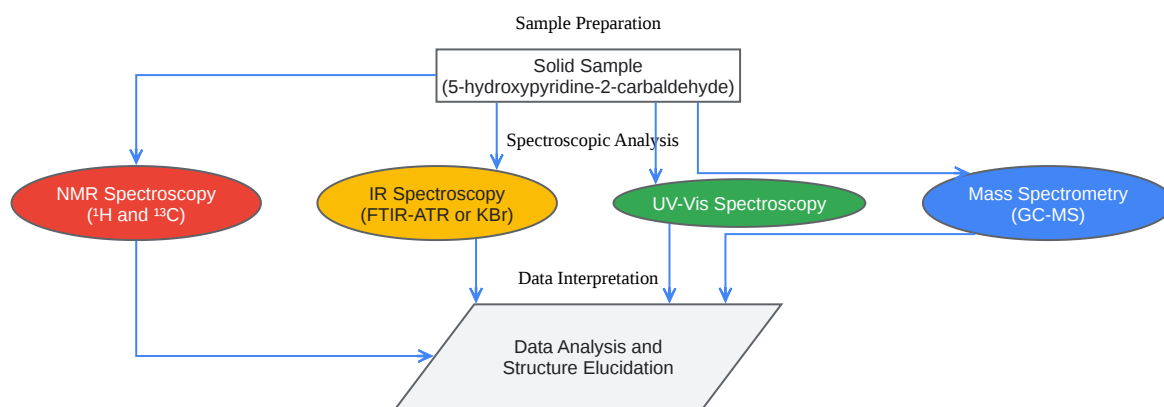 Sample Preparation
Solid Sample
(5-hydroxypyridine-2-carbaldehyde)
Spectroscopic Analysis
NMR Spectroscopy
(¹H and ¹³C)
IR Spectroscopy
(FTIR-ATR or KBr)
UV-Vis Spectroscopy
Mass Spectrometry
(GC-MS)
Data Interpretation
Data Analysis and
Structure Elucidation